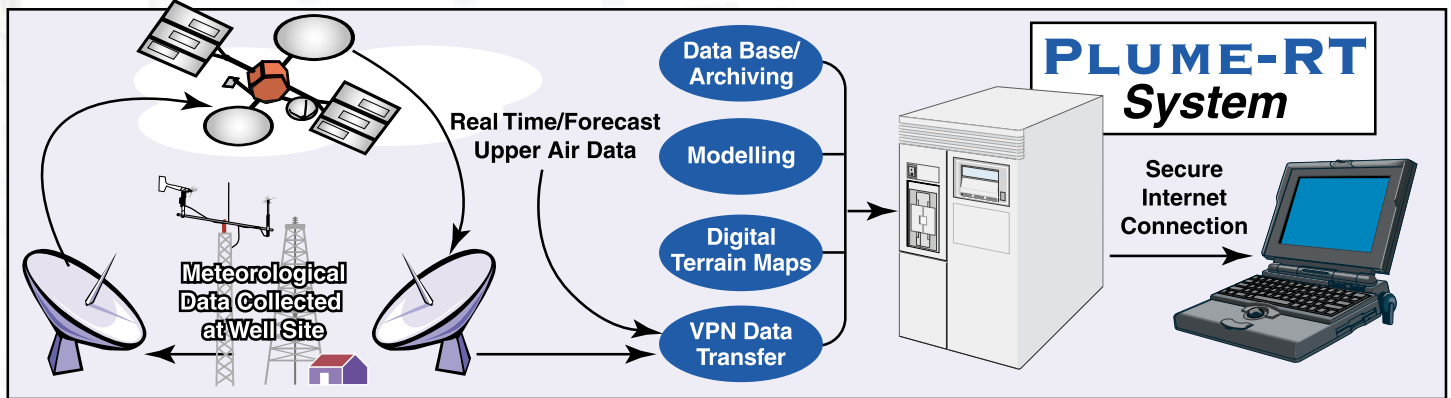 PLUME-RT
System
Data Base/
Archiving
Real Time/Forecast
Upper Air Data
Modelling
Secure
Internet
Connection
Digital
Terrain Maps
Meteorological
Data Collected
at Well Site
VPN Data
Transfer